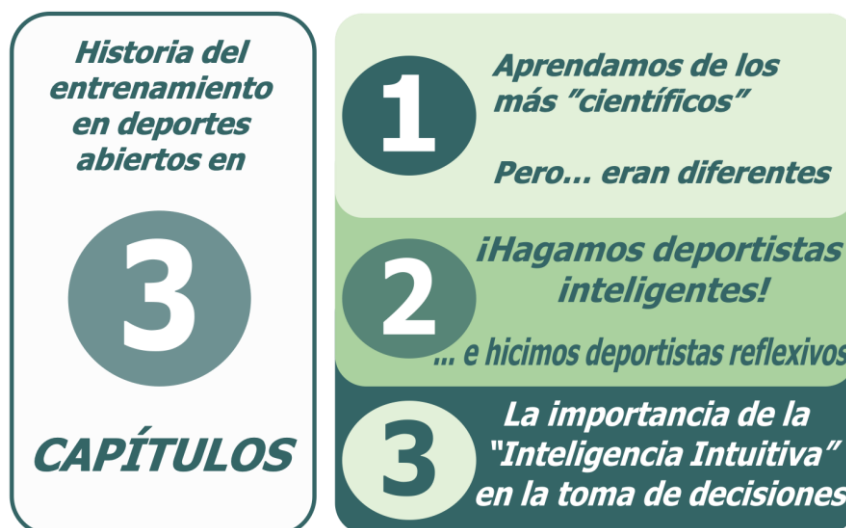 Historia del
entrenamiento
en deportes
abiertos en
3
CAPÍTULOS
1
Aprendamos de los
más "científicos"
Pero... eran diferentes
2
¡Hagamos deportistas
inteligentes!
... e hicimos deportistas reflexivos
3
La importancia de la
"Inteligencia Intuitiva"
en la toma de decisiones